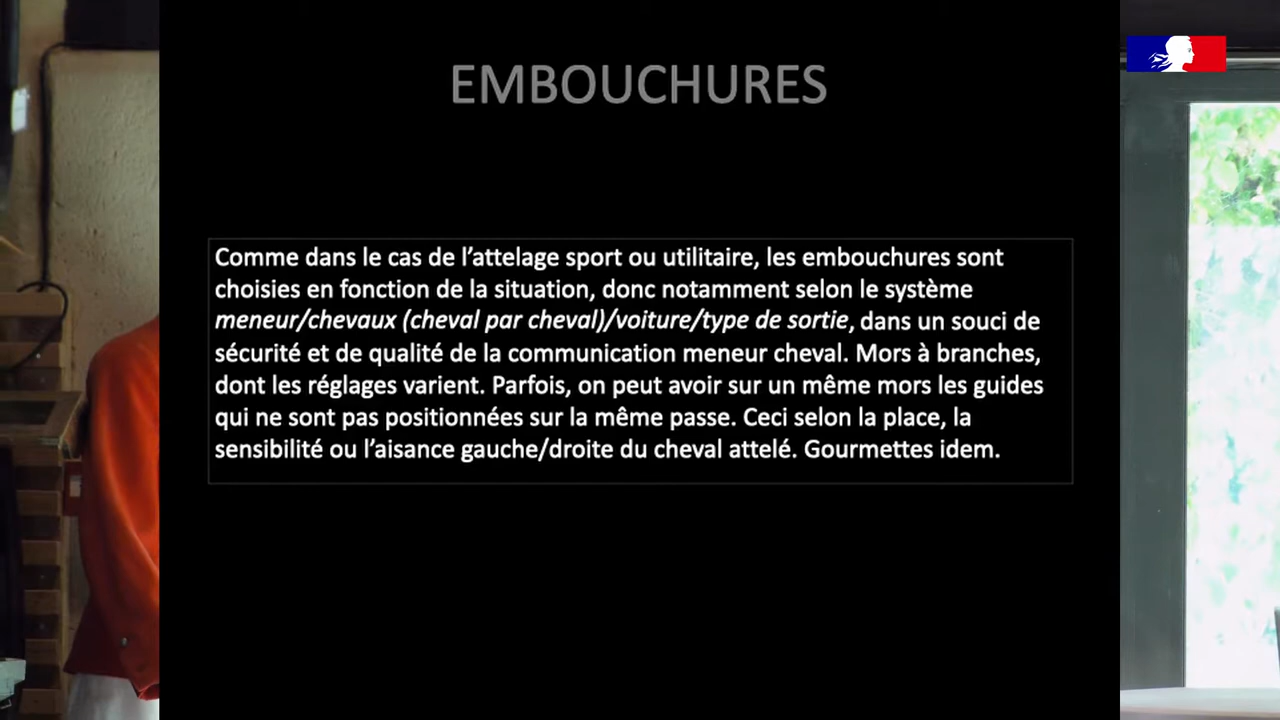 EMBOUCHURES
Comme dans le cas de l’attelage sport ou utilitaire, les embouchures sont
choisies en fonction de la situation, donc notamment selon le système
meneur/chevaux (cheval par cheval)/voiture/type de sortie, dans un souci de
sécurité et de qualité de la communication meneur cheval. Mors à branches,
dont les réglages varient. Parfois, on peut avoir sur un même mors les guides
qui ne sont pas positionnées sur la même passe. Ceci selon la place, la
sensibilité ou l’aisance gauche/droite du cheval attelé. Gourmettes idem.